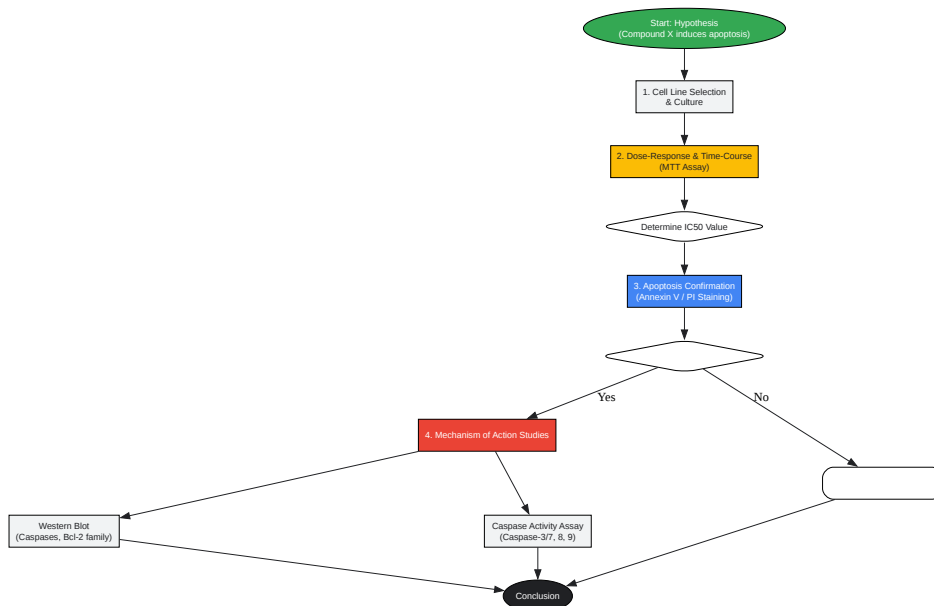 Start: Hypothesis
(Compound X induces apoptosis)
1. Cell Line Selection
& Culture
2. Dose-Response & Time-Course
(MTT Assay)
Determine IC50 Value
3. Apoptosis Confirmation
(Annexin V / PI Staining)
Yes
No
4. Mechanism of Action Studies
Western Blot
(Caspases, Bcl-2 family)
Caspase Activity Assay
(Caspase-3/7, 8, 9)
Conclusion